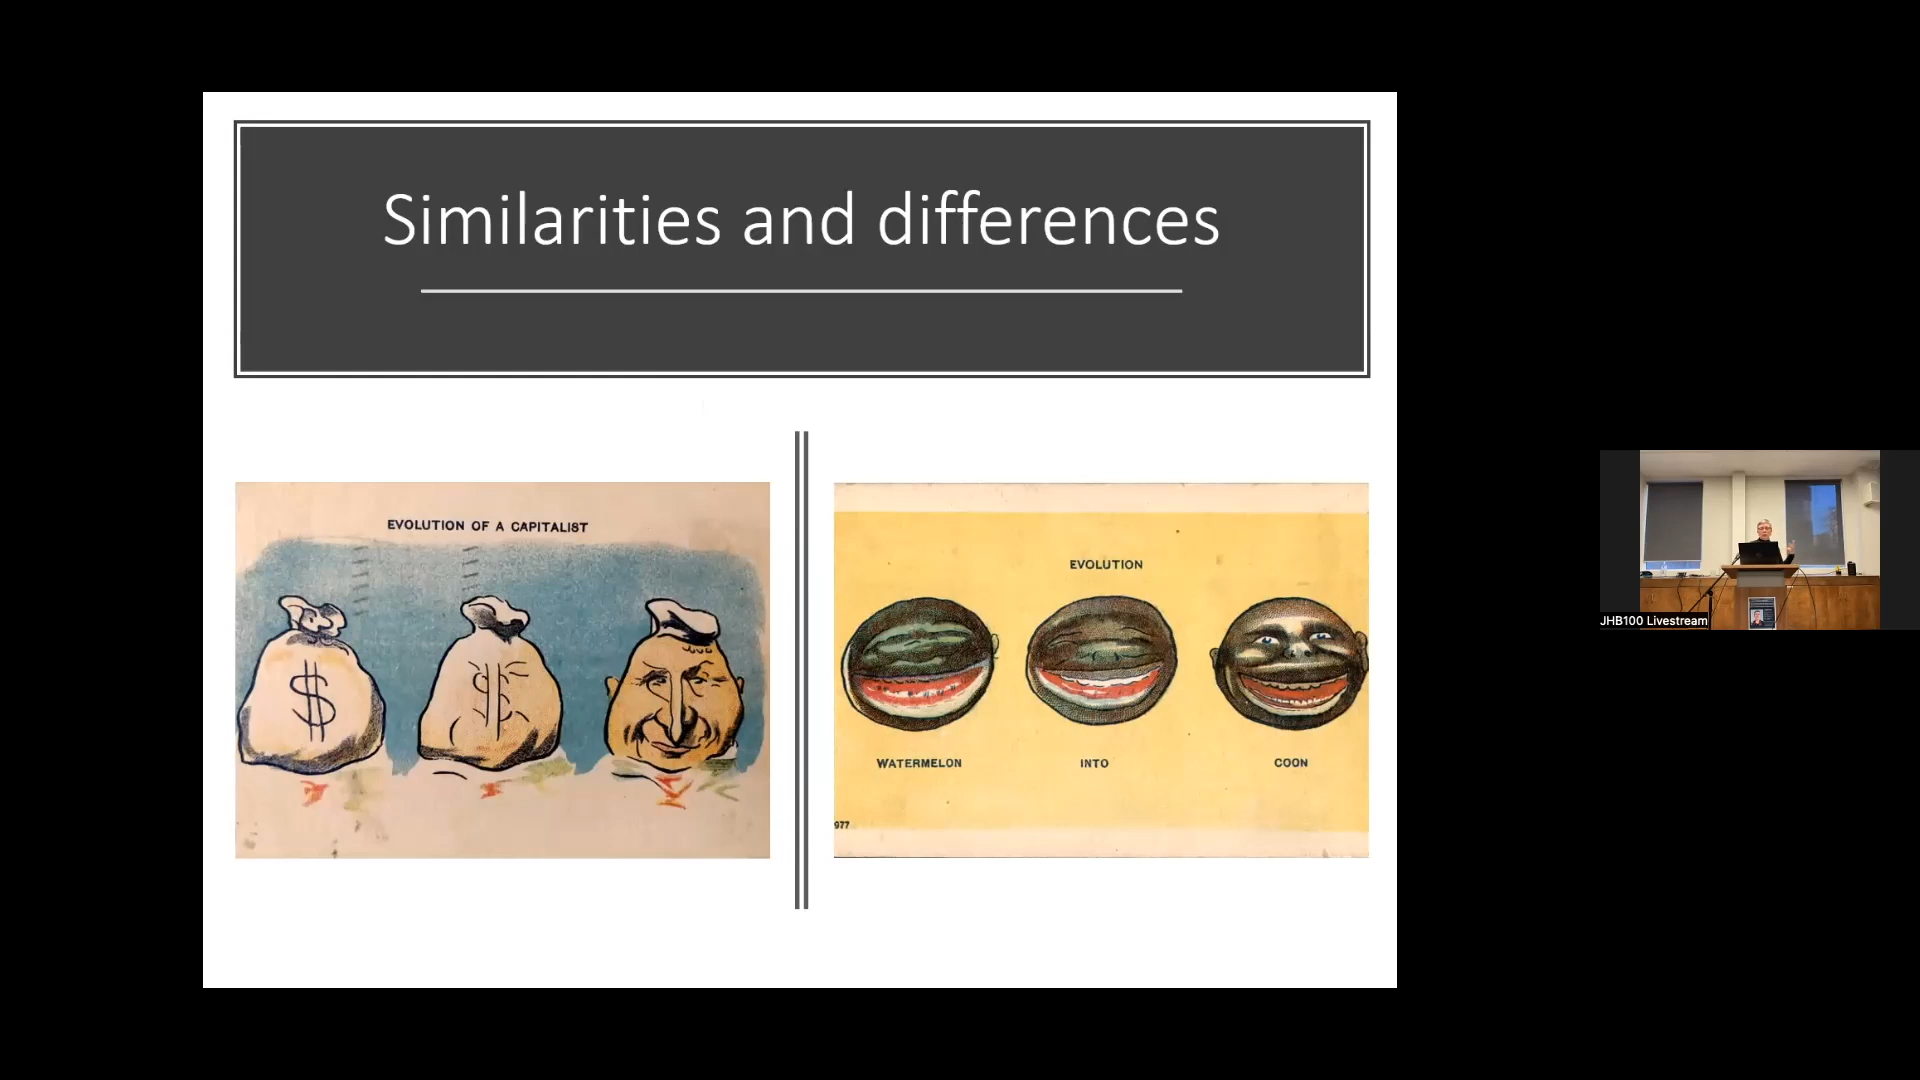 Similarities and differences
EVOLUTION OF A CAPITALIST
EVOLUTION
WATERMELON INTO COON
977
JHB100 Livestream